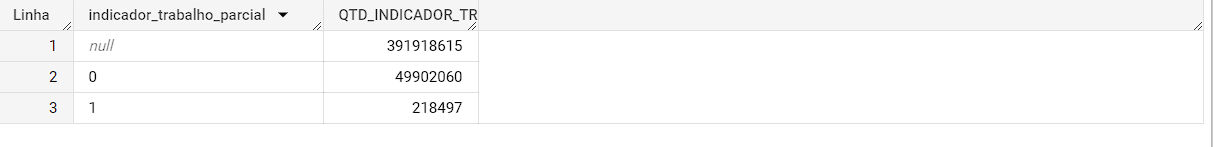 Linha indicador_trabalho_parcial QTD_INDICADOR_TR
1 null 391918615
2 0 49902060
3 1 218497